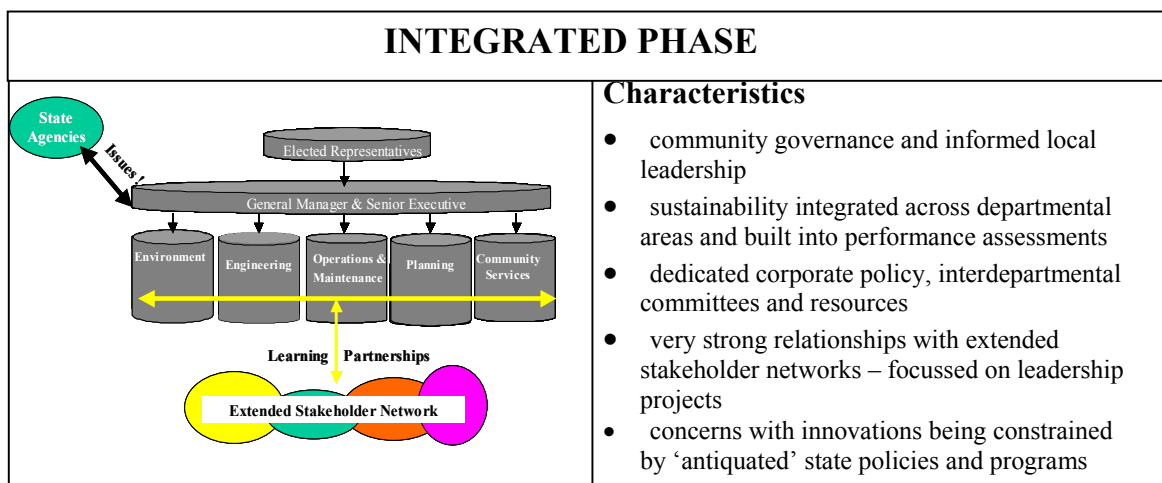 INTEGRATED PHASE
State
Agencies
Issues !
Elected Representatives
General Manager & Senior Executive
Environment
Engineering
Operations &
Maintenance
Planning
Community
Services
Learning Partnerships
Extended Stakeholder Network
Characteristics
• community governance and informed local
leadership
• sustainability integrated across departmental
areas and built into performance assessments
• dedicated corporate policy, interdepartmental
committees and resources
• very strong relationships with extended
stakeholder networks – focussed on leadership
projects
• concerns with innovations being constrained
by ‘antiquated’ state policies and programs